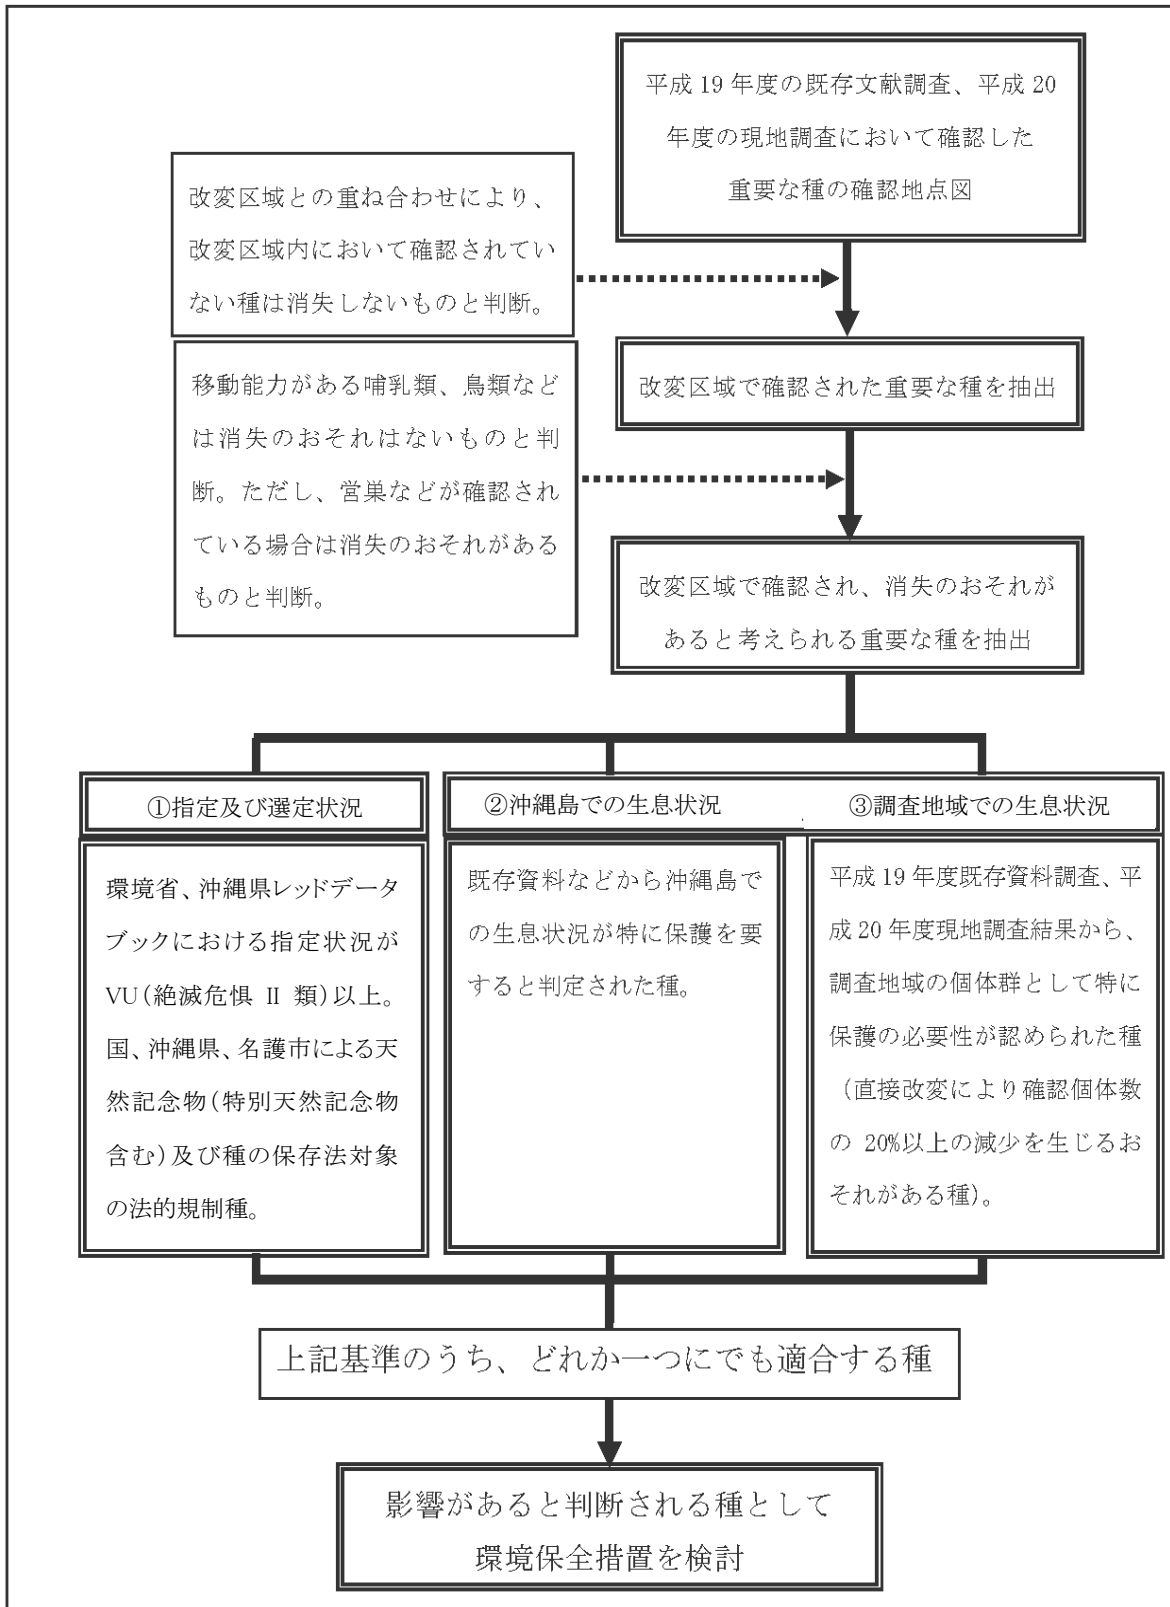 平成 19 年度の既存文献調査、平成 20
年度の現地調査において確認した
重要な種の確認地点図
改変区域との重ね合わせにより、
改変区域内において確認されてい
ない種は消失しないものと判断。
改変区域で確認された重要な種を抽出
移動能力がある哺乳類、鳥類など
は消失のおそれはないものと判
断。ただし、営巣などが確認され
ている場合は消失のおそれがある
ものと判断。
改変区域で確認され、消失のおそれが
あると考えられる重要な種を抽出
①指定及び選定状況
環境省、沖縄県レッドデータ
ブックにおける指定状況が
VU(絶滅危惧 II 類)以上。
国、沖縄県、名護市による天
然記念物(特別天然記念物
含む)及び種の保存法対象
の法的規制種。
②沖縄島での生息状況
既存資料などから沖縄島で
の生息状況が特に保護を要
すると判定された種。
③調査地域での生息状況
平成 19 年度既存資料調査、平
成 20 年度現地調査結果から、
調査地域の個体群として特に
保護の必要性が認められた種
（直接改変により確認個体数
の 20%以上の減少を生じるお
それがある種）。
上記基準のうち、どれか一つにでも適合する種
影響があると判断される種として
環境保全措置を検討